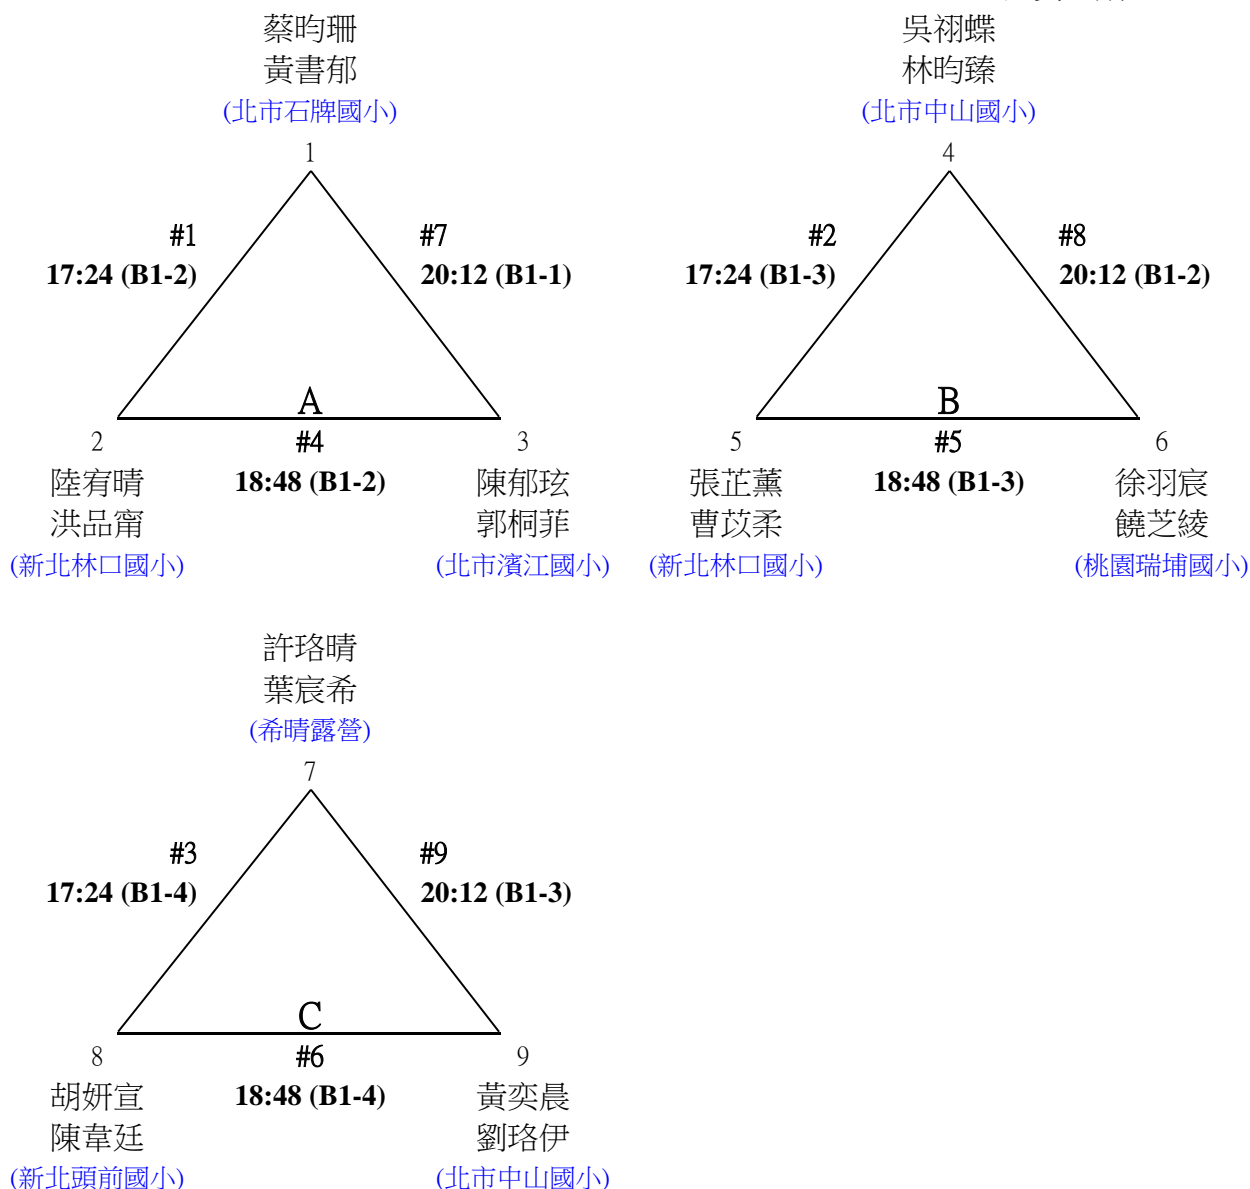 蔡昀珊
黃書郁
(北市石牌國小)
1
#1
17:24 (B1-2)
#7
20:12 (B1-1)
A
2
#4
3
18:48 (B1-2)
陸宥晴
洪品甯
(新北林口國小)
陳郁玹
郭桐菲
(北市濱江國小)
吳祤蝶
林昀臻
(北市中山國小)
4
#2
17:24 (B1-3)
#8
20:12 (B1-2)
B
5
#5
6
18:48 (B1-3)
張芷薰
曹苡柔
(新北林口國小)
徐羽宸
饒芝綾
(桃園瑞埔國小)
許珞晴
葉宸希
(希晴露營)
7
#3
17:24 (B1-4)
#9
20:12 (B1-3)
C
8
#6
9
18:48 (B1-4)
胡妍宣
陳韋廷
(新北頭前國小)
黃奕晨
劉珞伊
(北市中山國小)